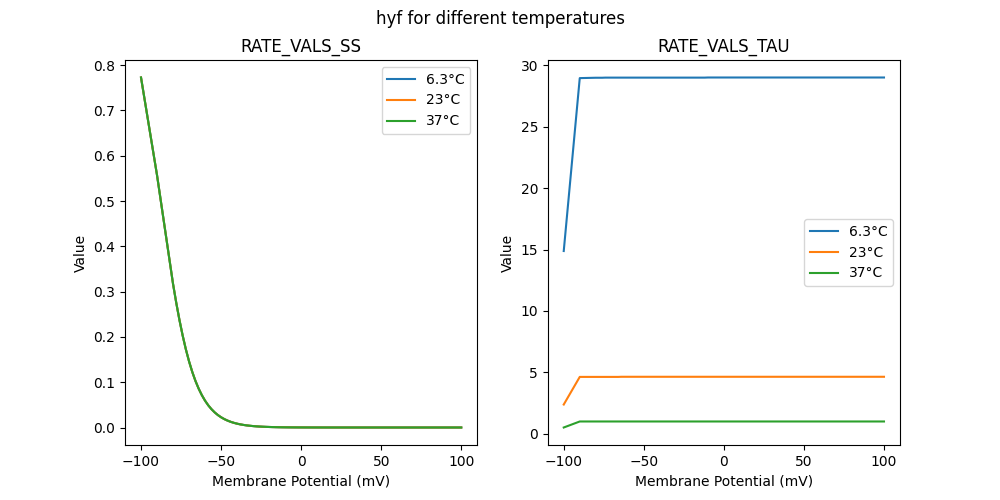 hyf for different temperatures
RATE_VALS_SS
0.8
0.7
0.6
0.5
0.4
0.3
0.2
0.1
0.0
Value
−100
−50
0
50
100
Membrane Potential (mV)
6.3°C
23°C
37°C
RATE_VALS_TAU
30
25
20
15
10
5
0
Value
−100
−50
0
50
100
Membrane Potential (mV)
6.3°C
23°C
37°C